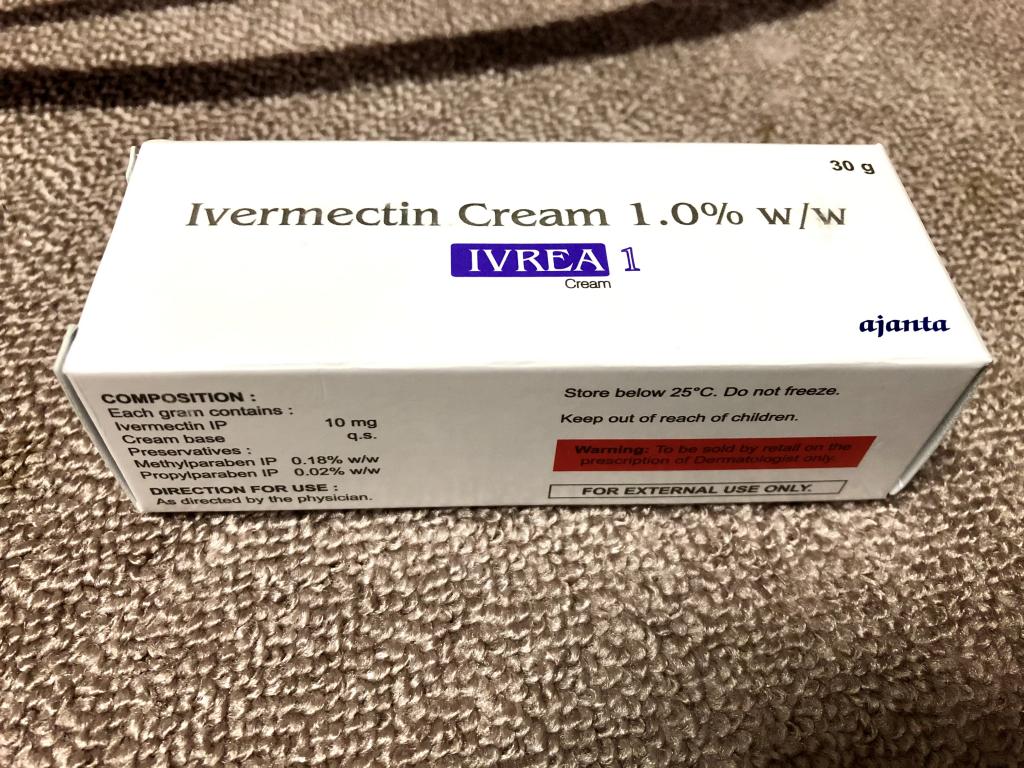 30 g
Ivermectin Cream 1.0% w/w
IVREA 1
Cream
ajanta
COMPOSITION :
Each gram contains :
Ivermectin IP 10 mg
Cream base q.s.
Preservatives :
Methylparaben IP 0.18% w/w
Propylparaben IP 0.02% w/w
DIRECTION FOR USE :
As directed by the physician.
Store below 25°C. Do not freeze.
Keep out of reach of children.
Warning: To be sold by retail on the
prescription of Dermatologist only.
FOR EXTERNAL USE ONLY.